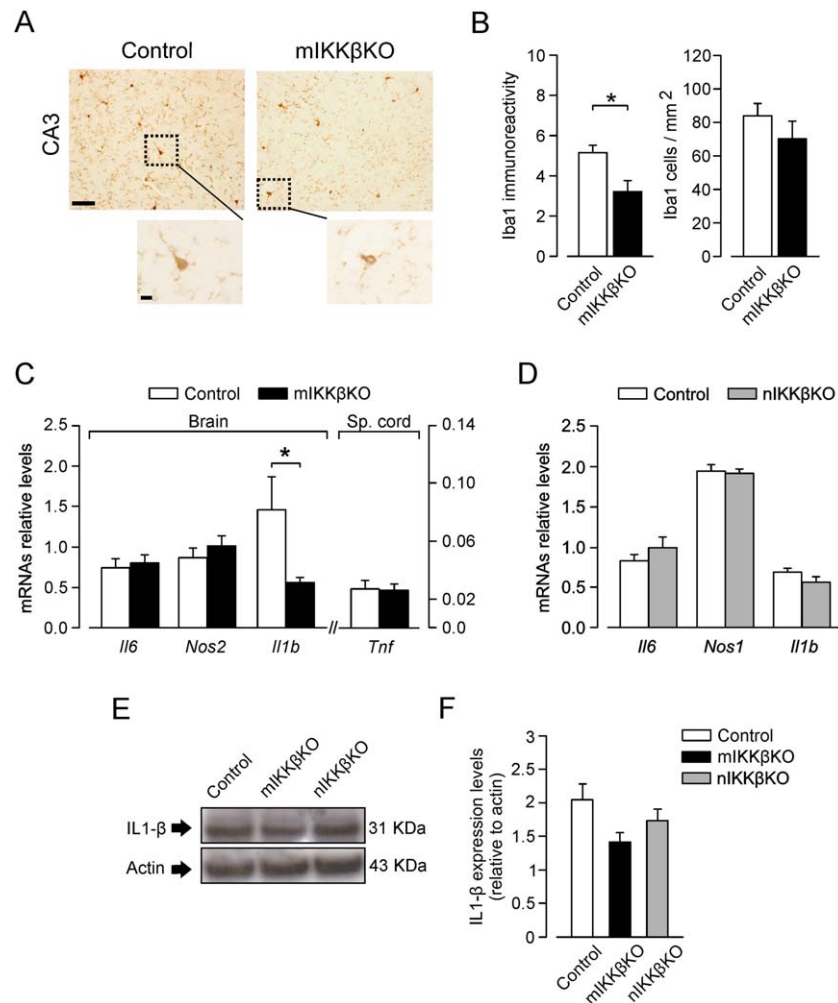 A
Control
mIKKβKO
CA3
B
Iba1 immunoreactivity
10
8
6
4
2
0
*
Control
mIKKβKO
Iba1 cells / mm 2
120
100
80
60
40
20
0
Control
mIKKβKO
C
Control
mIKKβKO
Brain
Sp. cord
mRNAs relative levels
2.5
2.0
1.5
1.0
0.5
0.0
*
0.14
0.10
0.06
0.02
0.0
Il6
Nos2
Il1b
//
Tnf
D
Control
nIKKβKO
mRNAs relative levels
2.5
2.0
1.5
1.0
0.5
0.0
Il6
Nos1
Il1b
E
Control
mIKKβKO
nIKKβKO
IL1-β
31 KDa
Actin
43 KDa
F
IL1-β expression levels
(relative to actin)
3
2.5
2
1.5
1
0.5
0
Control
mIKKβKO
nIKKβKO
Control
mIKKβKO
nIKKβKO